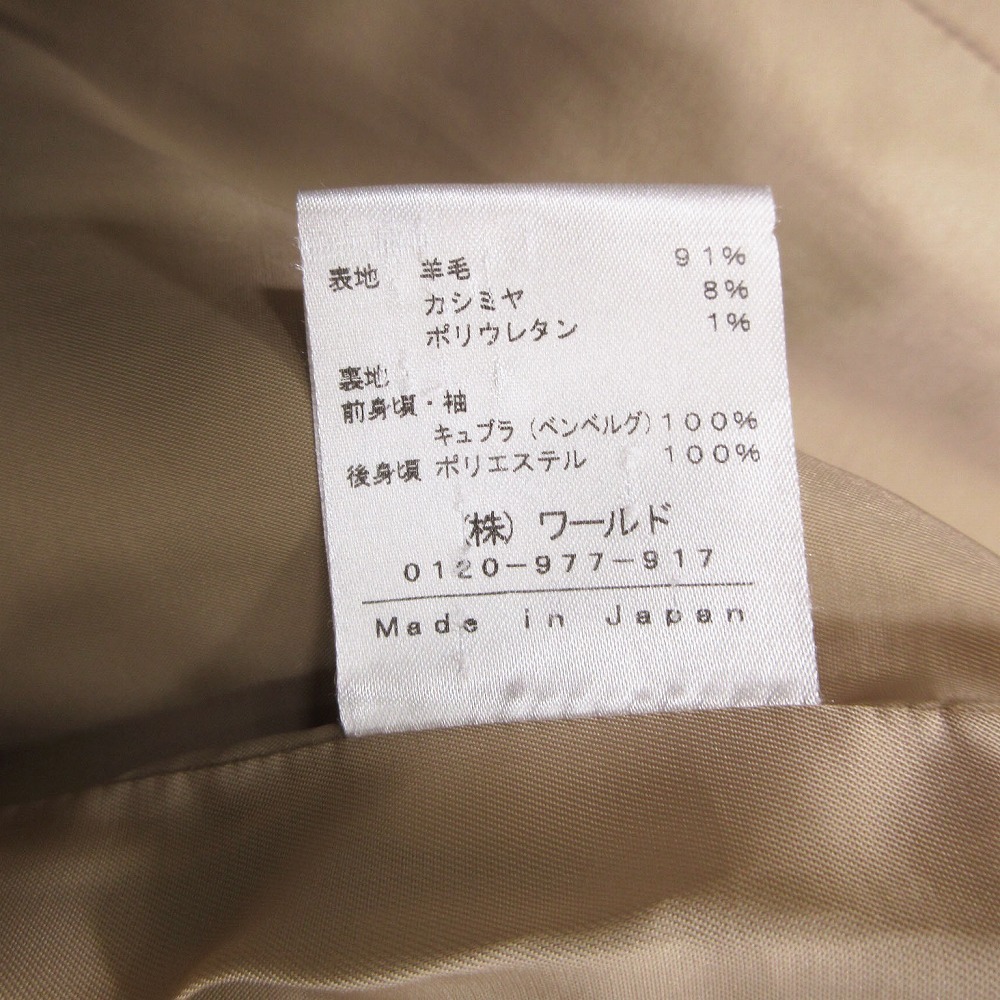 表地 羊毛 91%
カシミヤ 8%
ポリウレタン 1%
裏地
前身頃・袖
キュプラ(ベンベルグ)100%
後身頃 ポリエステル 100%
(株)ワールド
0120-977-917
Made in Japan